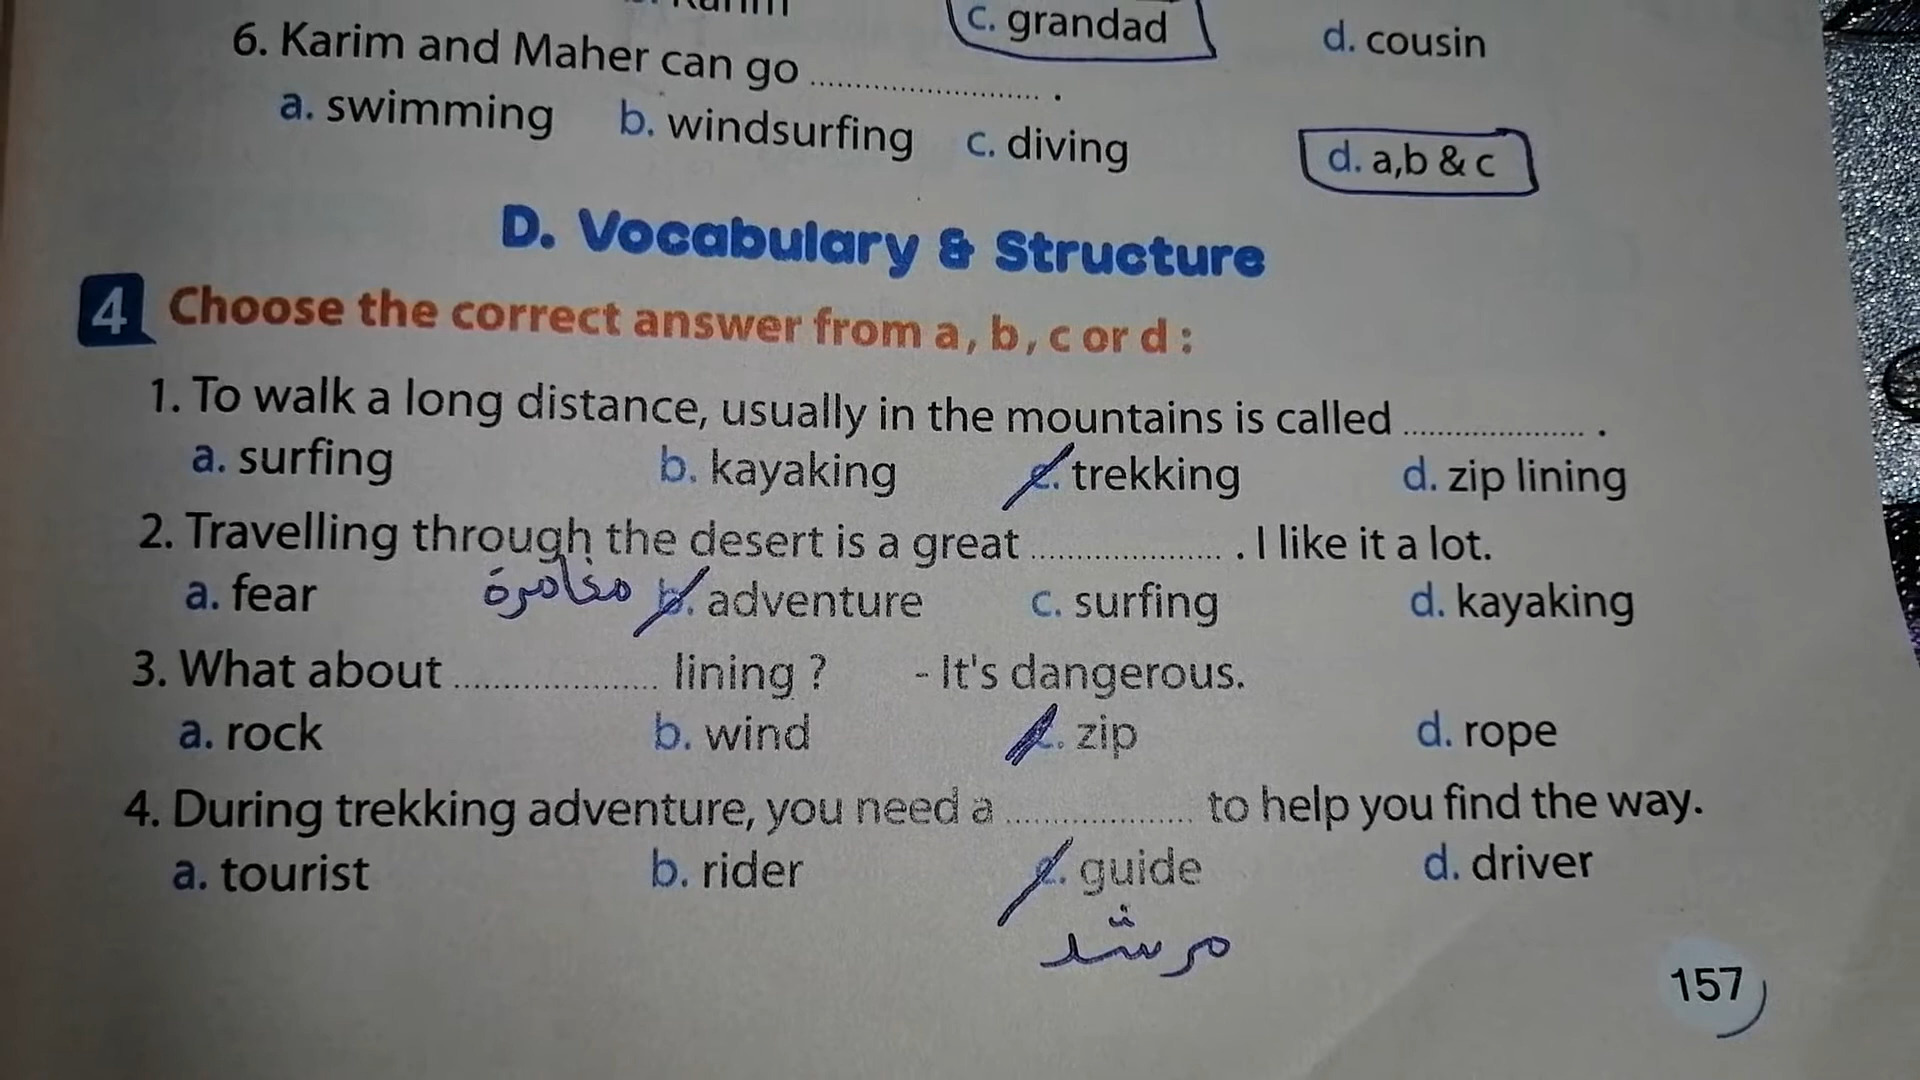 c. grandad d. cousin
6. Karim and Maher can go ........................ .
a. swimming b. windsurfing c. diving d. a,b & c
D. Vocabulary & Structure
4 Choose the correct answer from a, b, c or d :
1. To walk a long distance, usually in the mountains is called .................... .
a. surfing b. kayaking c. trekking d. zip lining
2. Travelling through the desert is a great .................... . I like it a lot.
a. fear مغامرة b. adventure c. surfing d. kayaking
3. What about .................... lining ? - It's dangerous.
a. rock b. wind c. zip d. rope
4. During trekking adventure, you need a .................... to help you find the way.
a. tourist b. rider c. guide d. driver
مرشد
157